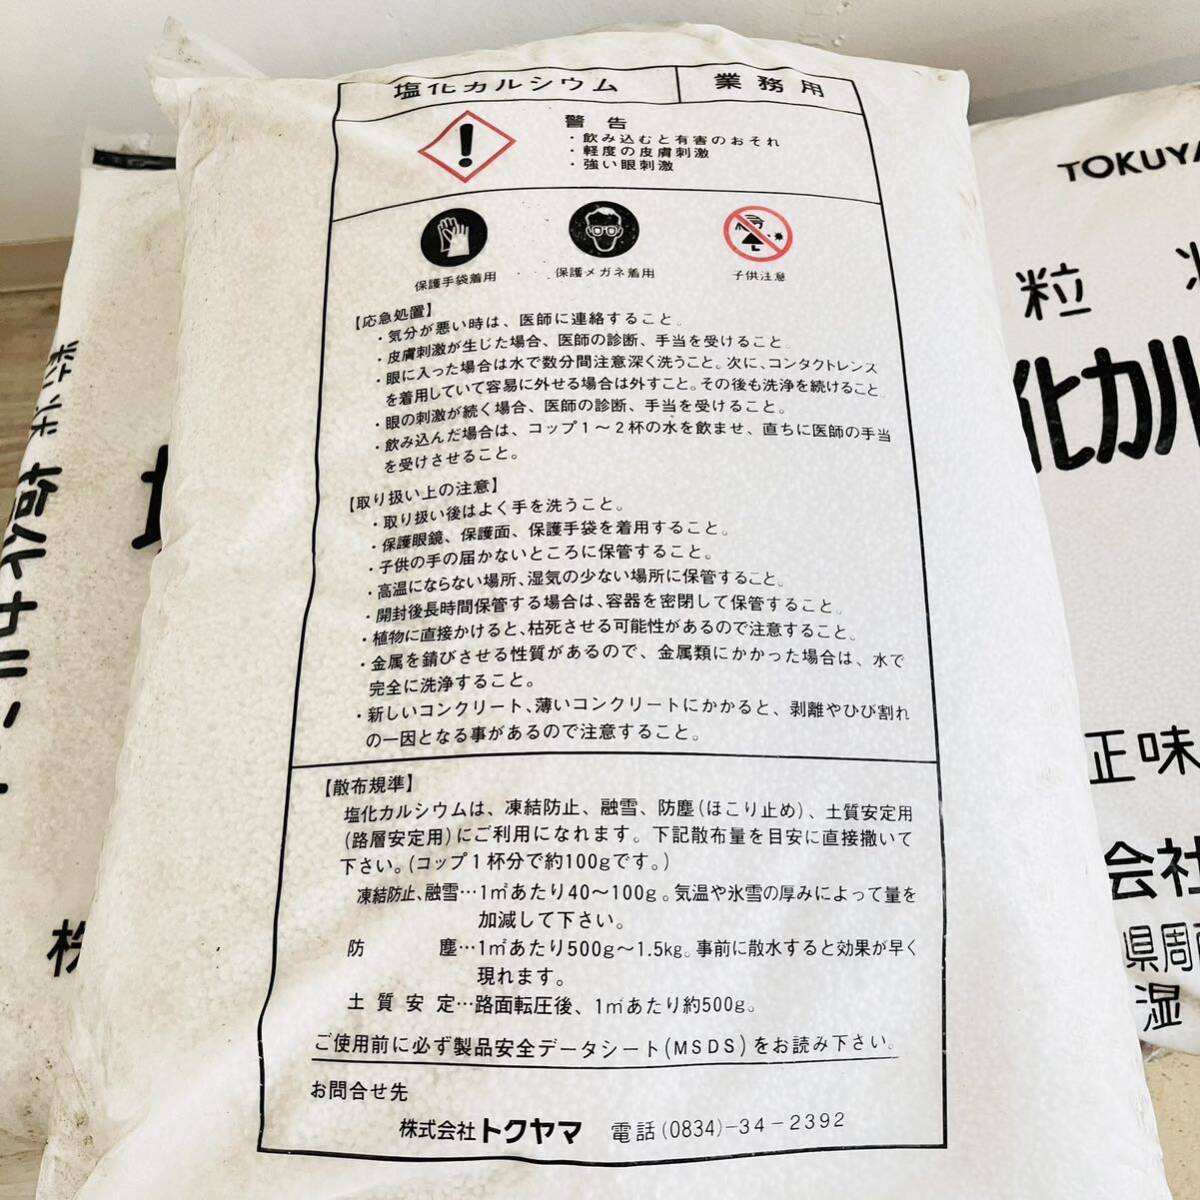 塩化カルシウム 業務用
警告
・飲み込むと有害のおそれ
・軽度の皮膚刺激
・強い眼刺激
保護手袋着用 保護メガネ着用 子供注意
【応急処置】
・気分が悪い時は、医師に連絡すること。
・皮膚刺激が生じた場合、医師の診断、手当を受けること。
・眼に入った場合は水で数分間注意深く洗うこと。次に、コンタクトレンズ
を着用していて容易に外せる場合は外すこと。その後も洗浄を続けること
・眼の刺激が続く場合、医師の診断、手当を受けること。
・飲み込んだ場合は、コップ1～2杯の水を飲ませ、直ちに医師の手当
を受けさせること。
【取り扱い上の注意】
・取り扱い後はよく手を洗うこと。
・保護眼鏡、保護面、保護手袋を着用すること。
・子供の手の届かないところに保管すること。
・高温にならない場所、湿気の少ない場所に保管すること。
・開封後長時間保管する場合は、容器を密閉して保管すること。
・植物に直接かけると、枯死させる可能性があるので注意すること。
・金属を錆びさせる性質があるので、金属類にかかった場合は、水で
完全に洗浄すること。
・新しいコンクリート、薄いコンクリートにかかると、剥離やひび割れ
の一因となる事があるので注意すること。
【散布規準】
塩化カルシウムは、凍結防止、融雪、防塵(ほこり止め)、土質安定用
(路層安定用)にご利用になれます。下記散布量を目安に直接撒いて
下さい。(コップ1杯分で約100gです。)
凍結防止、融雪…1㎡あたり40～100g。気温や氷雪の厚みによって量を
加減して下さい。
防塵…1㎡あたり500g～1.5kg。事前に散水すると効果が早く
現れます。
土質安定…路面転圧後、1㎡あたり約500g。
ご使用前に必ず製品安全データシート(MSDS)をお読み下さい。
お問合せ先
株式会社トクヤマ 電話(0834)-34-2392
TOKUYA
粒 状
化カル
正味
会社
県周
湿
粒状 塩化カルシ
株